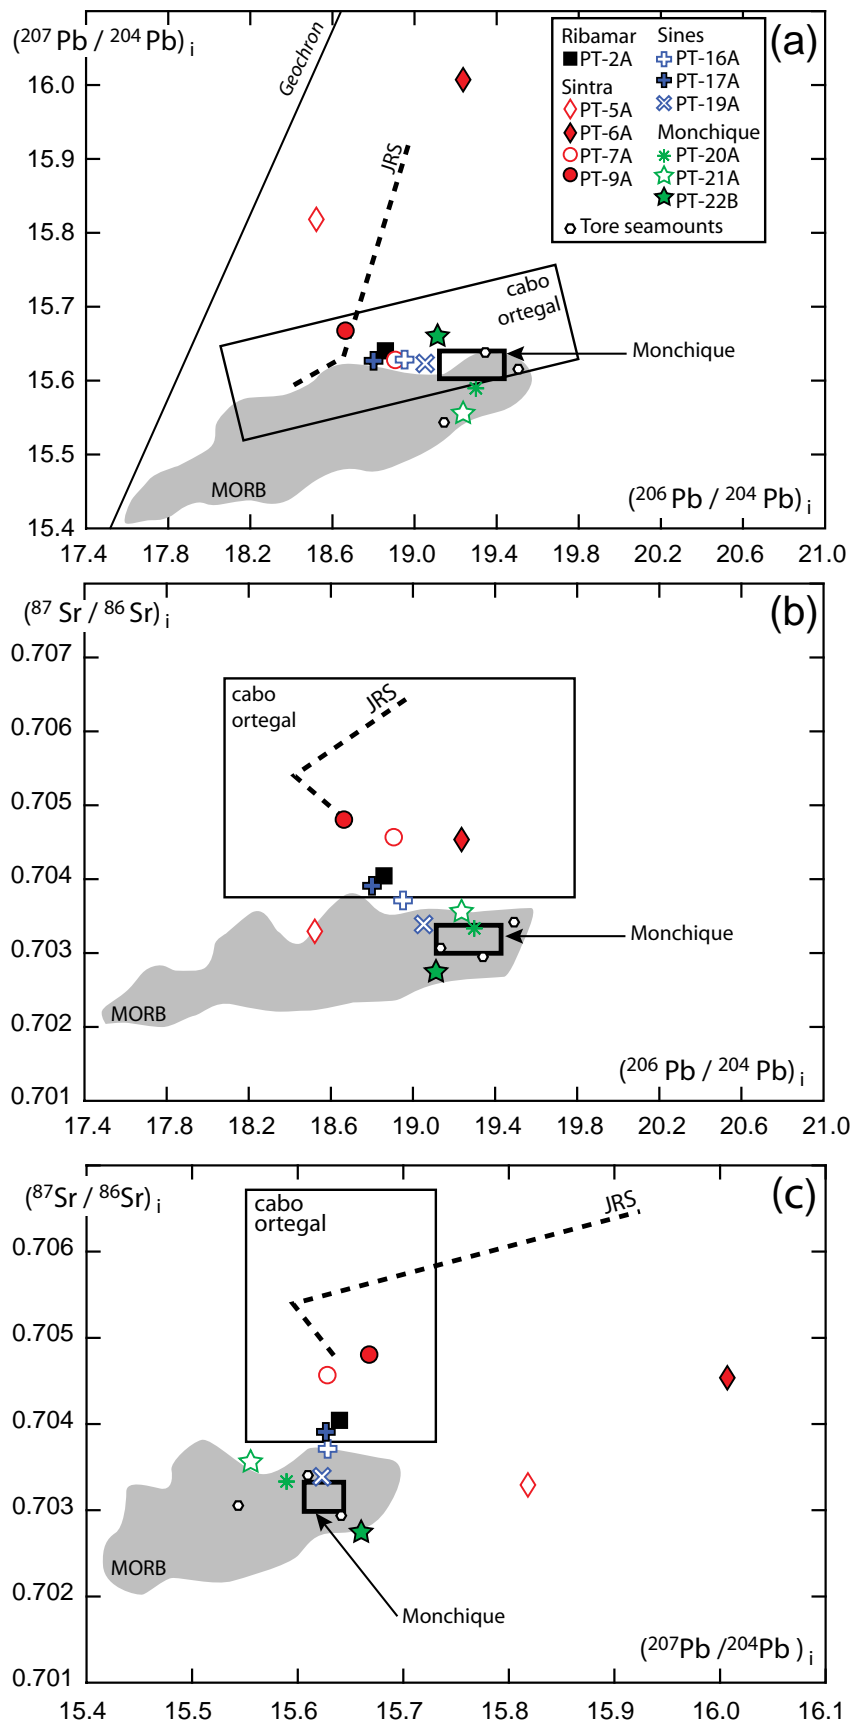 (207Pb / 204Pb)i
(a)
Geochron
JRS
Ribamar
PT-2A
Sintra
PT-5A
PT-6A
PT-7A
PT-9A
Sines
PT-16A
PT-17A
PT-19A
Monchique
PT-20A
PT-21A
PT-22B
Tore seamounts
16.0
15.9
15.8
15.7
15.6
15.5
15.4
cabo
ortegal
Monchique
MORB
(206Pb / 204Pb)i
17.4 17.8 18.2 18.6 19.0 19.4 19.8 20.2 20.6 21.0
(87Sr / 86Sr)i
(b)
0.707
0.706
0.705
0.704
0.703
0.702
0.701
cabo
ortegal
JRS
Monchique
MORB
(206Pb / 204Pb)i
17.4 17.8 18.2 18.6 19.0 19.4 19.8 20.2 20.6 21.0
(87Sr / 86Sr)i
(c)
0.706
0.705
0.704
0.703
0.702
0.701
cabo
ortegal
JRS
MORB
Monchique
(207Pb /204Pb )i
15.4 15.5 15.6 15.7 15.8 15.9 16.0 16.1